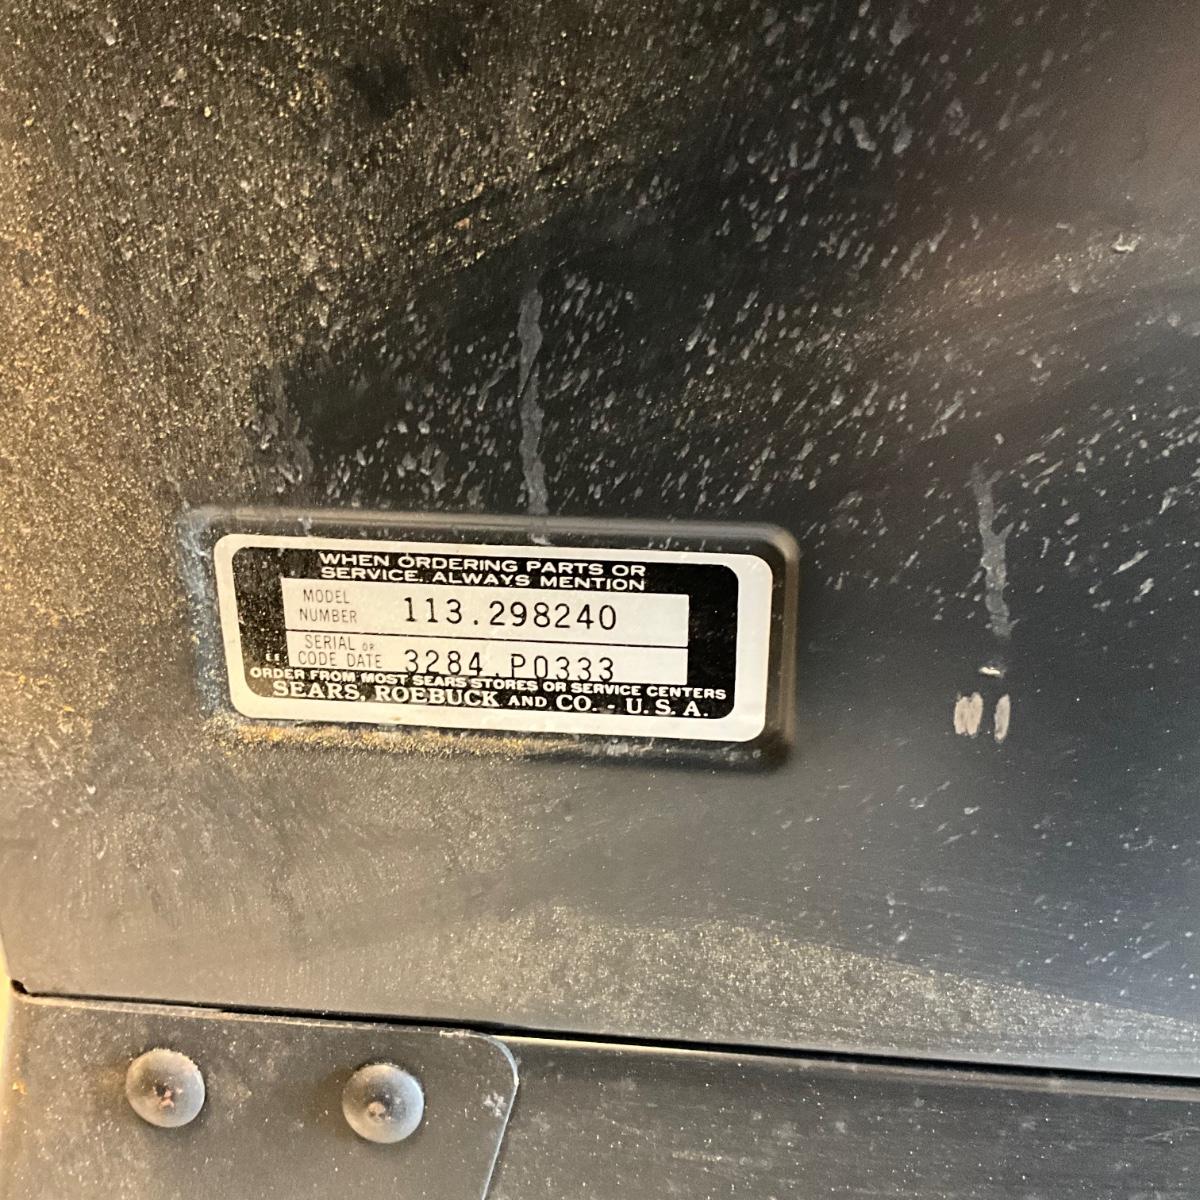 WHEN ORDERING PARTS OR
SERVICE, ALWAYS MENTION
MODEL
NUMBER 113.298240
SERIAL OR
CODE DATE 3284.P0333
ORDER FROM MOST SEARS STORES OR SERVICE CENTERS
SEARS, ROEBUCK AND CO. - U.S.A.